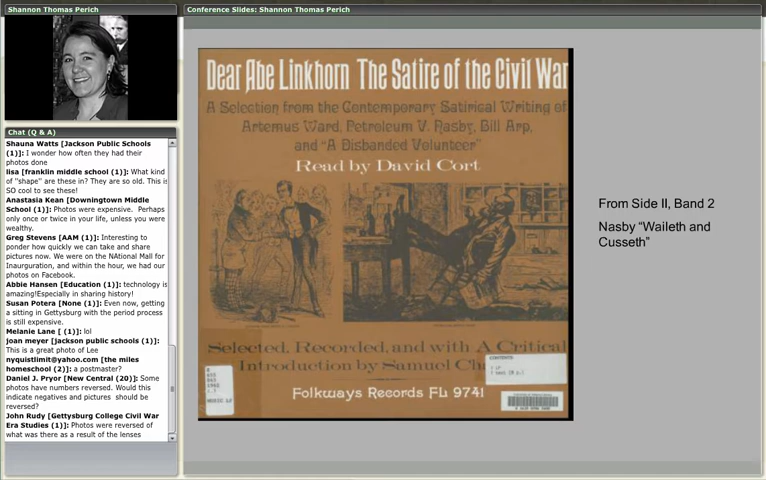 Shannon Thomas Perich
Conference Slides: Shannon Thomas Perich
Chat (Q & A)
Shauna Watts [Jackson Public Schools
(1)]: I wonder how often they had their
photos done
lisa [franklin middle school (1)]: What kind
of "shape" are these in? They are so old. This is
SO cool to see these!
Anastasia Kean [Downingtown Middle
School (1)]: Photos were expensive. Perhaps
only once or twice in your life, unless you were
wealthy.
Greg Stevens [AAM (1)]: Interesting to
ponder how quickly we can take and share
pictures now. We were on the NAtional Mall for
Inaurguration, and within the hour, we had our
photos on Facebook.
Abbie Hansen [Education (1)]: technology is
amazing!Especially in sharing history!
Susan Potera [None (1)]: Even now, getting
a sitting in Gettysburg with the period process
is still expensive.
Melanie Lane [ (1)]: lol
joan meyer [jackson public schools (1)]:
This is a great photo of Lee
nyquistlimit@yahoo.com [the miles
homeschool (2)]: a postmaster?
Daniel J. Pryor [New Central (20)]: Some
photos have numbers reversed. Would this
indicate negatives and pictures should be
reversed?
John Rudy [Gettysburg College Civil War
Era Studies (1)]: Photos were reversed of
what was there as a result of the lenses
Dear Abe Linkhorn The Satire of the Civil War
A Selection from the Contemporary Satirical Writing of
Artemus Ward, Petroleum V. Nasby, Bill Arp,
and "A Disbanded Volunteer"
Read by David Cort
Selected, Recorded, and with A Critical
Introduction by Samuel
CONTENTS:
Folkways Records FL 9741
From Side II, Band 2
Nasby "Waileth and
Cusseth"